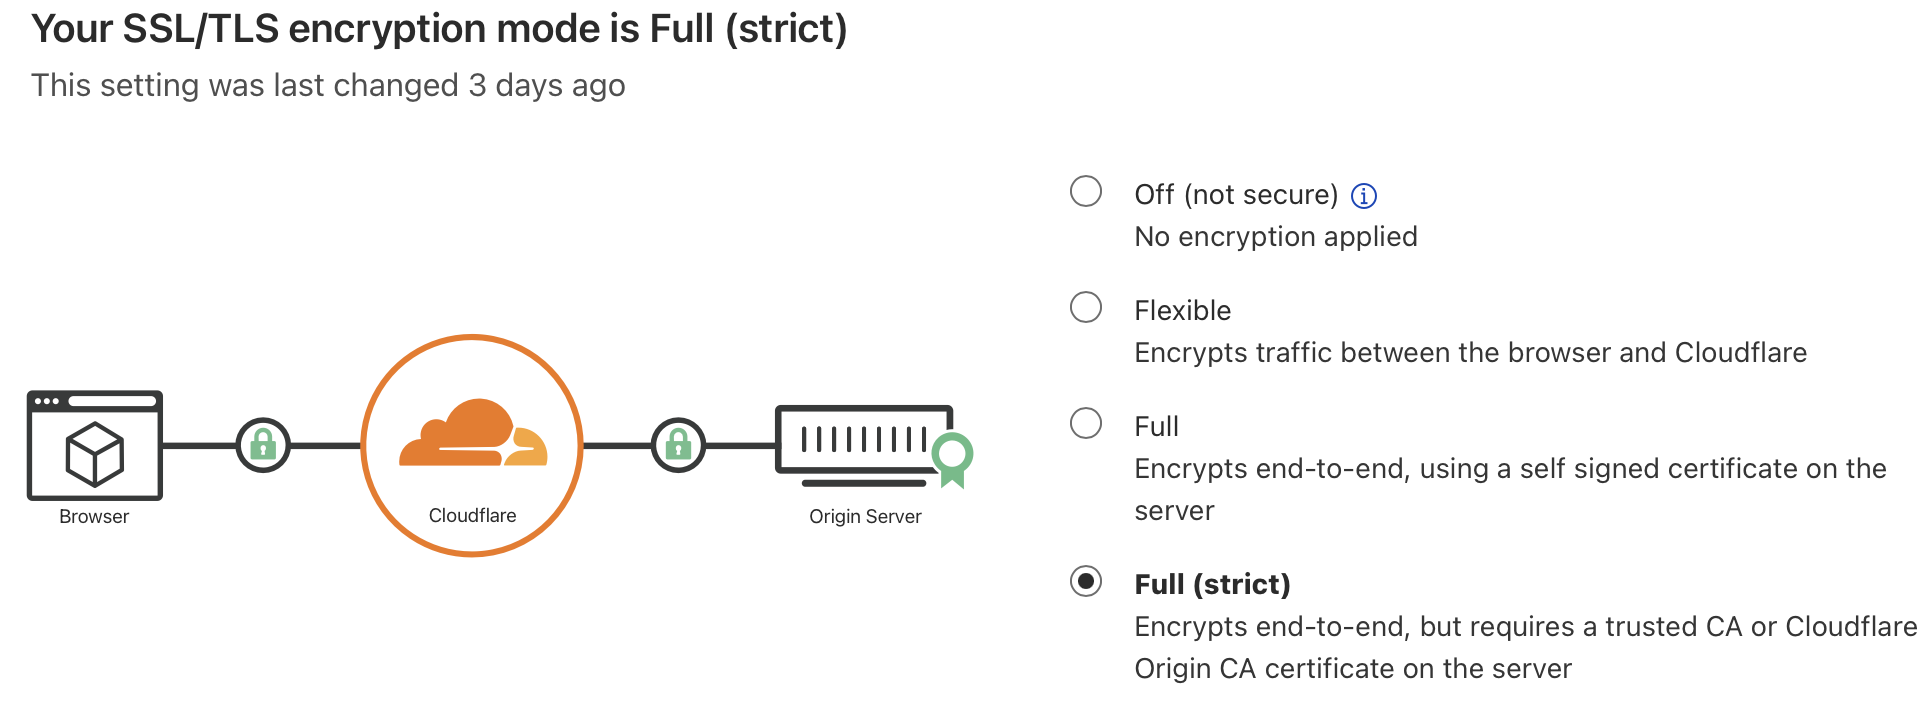 Your SSL/TLS encryption mode is Full (strict)
This setting was last changed 3 days ago
Browser
Cloudflare
Origin Server
Off (not secure)
No encryption applied
Flexible
Encrypts traffic between the browser and Cloudflare
Full
Encrypts end-to-end, using a self signed certificate on the
server
Full (strict)
Encrypts end-to-end, but requires a trusted CA or Cloudflare
Origin CA certificate on the server